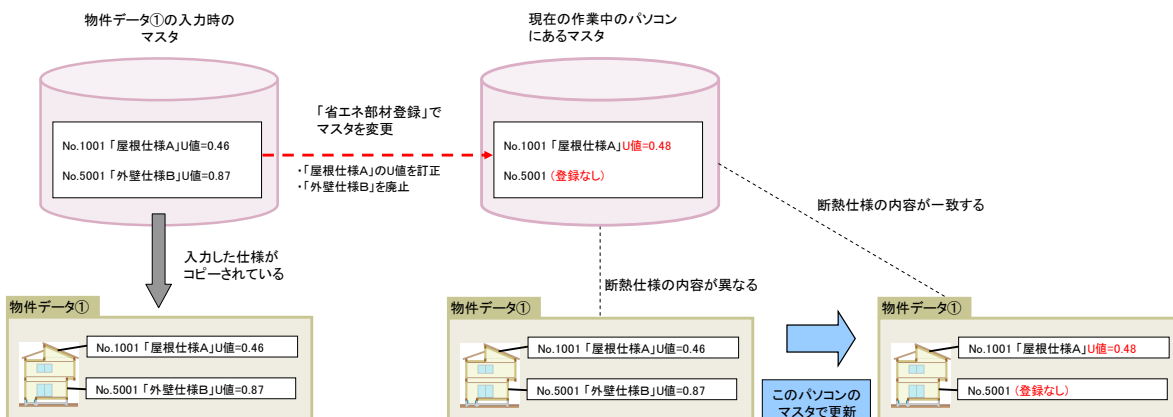 物件データ①の入力時の
マスタ
現在の作業中のパソコン
にあるマスタ
No.1001「屋根仕様A」U値=0.46
No.5001「外壁仕様B」U値=0.87
「省エネ部材登録」で
マスタを変更
・「屋根仕様A」のU値を訂正
・「外壁仕様B」を廃止
No.1001「屋根仕様A」U値=0.48
No.5001（登録なし）
断熱仕様の内容が一致する
入力した仕様が
コピーされている
断熱仕様の内容が異なる
物件データ①
No.1001「屋根仕様A」U値=0.46
No.5001「外壁仕様B」U値=0.87
物件データ①
No.1001「屋根仕様A」U値=0.46
No.5001「外壁仕様B」U値=0.87
このパソコンの
マスタで更新
物件データ①
No.1001「屋根仕様A」U値=0.48
No.5001（登録なし）